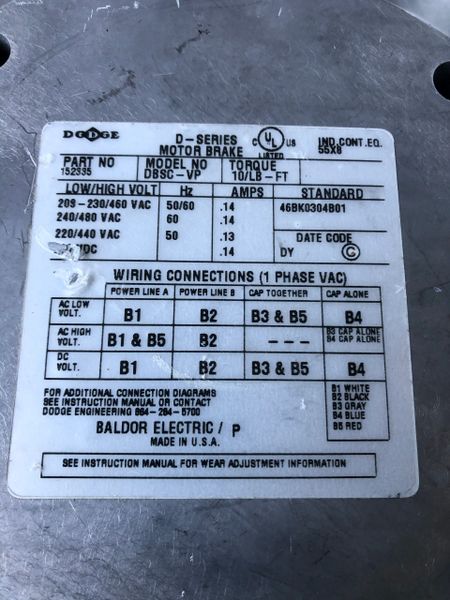 DODGE
D-SERIES
MOTOR BRAKE
C UL US
LISTED
IND.CONT.EQ.
55X8
PART NO MODEL NO TORQUE
152335 DBSC-VP 10/LB-FT
LOW/HIGH VOLT Hz AMPS STANDARD
208-230/460 VAC 50/60 .14 46BK0304B01
240/480 VAC 60 .14
220/440 VAC 50 .13 DATE CODE
VDC .14 DY G
WIRING CONNECTIONS (1 PHASE VAC)
POWER LINE A POWER LINE B CAP TOGETHER CAP ALONE
AC LOW VOLT. B1 B2 B3 & B5 B4
AC HIGH VOLT. B1 & B5 B2 --- B3 CAP ALONE
B4 CAP ALONE
DC VOLT. B1 B2 B3 & B5 B4
FOR ADDITIONAL CONNECTION DIAGRAMS
SEE INSTRUCTION MANUAL OR CONTACT
DODGE ENGINEERING 864-284-5700
B1 WHITE
B2 BLACK
B3 GRAY
B4 BLUE
B5 RED
BALDOR ELECTRIC/ P
MADE IN U.S.A.
SEE INSTRUCTION MANUAL FOR WEAR ADJUSTMENT INFORMATION